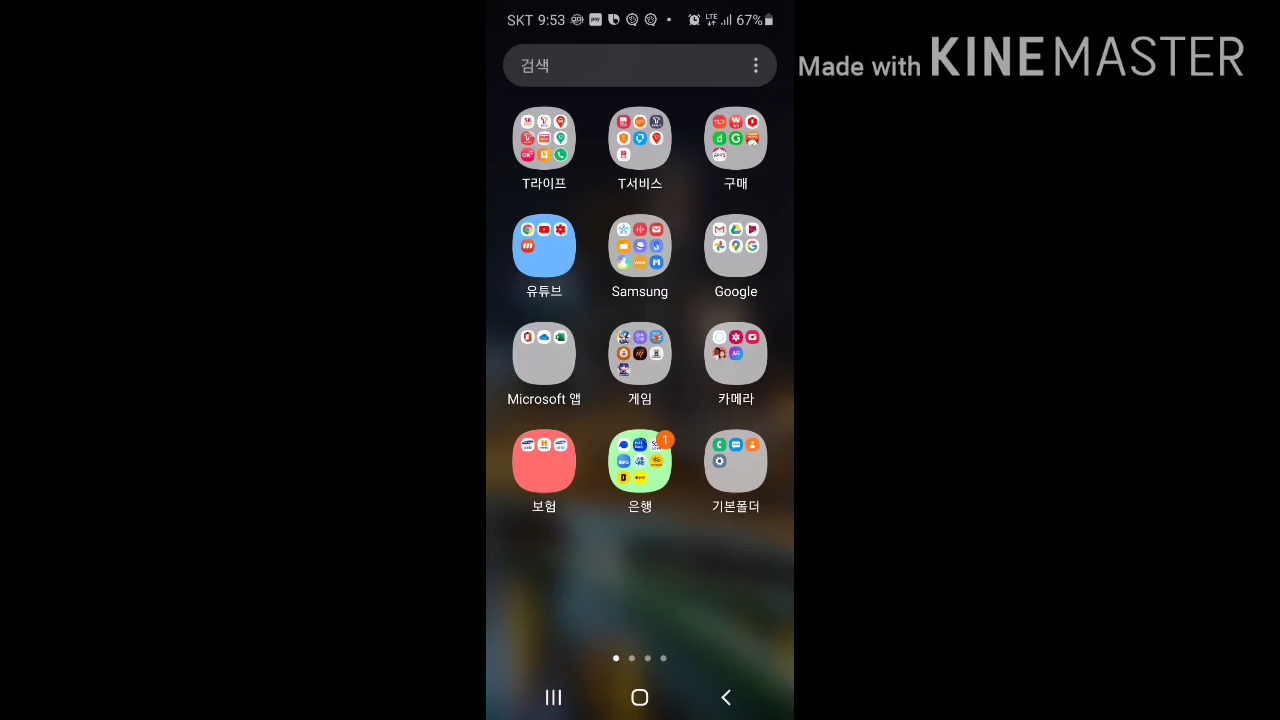 SKT 9:53 LTE 67%
Made with KINEMASTER
검색
T라이프 T서비스 구매
유튜브 Samsung Google
Microsoft 앱 게임 카메라
1
보험 은행 기본폴더